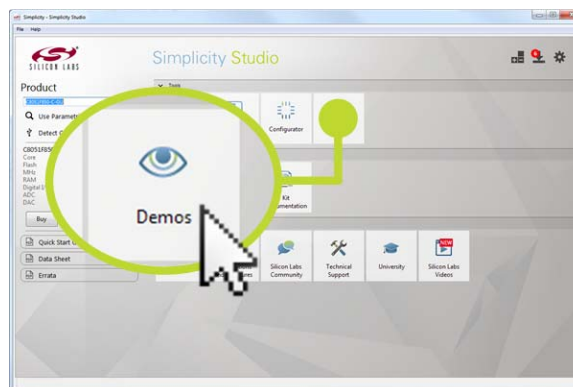 Simplicity - Simplicity Studio
File Help
SILICON LABS
Simplicity Studio
Product
Tools
Use Paramet
Detect C
Configurator
Core
Flash
MHz
RAM
ADC
DAC
Kit
Demos
Buy
Quick Start
Data Sheet
Errata
Silicon Labs
Community
Technical
Support
University
NEW
Silicon Labs
Videos